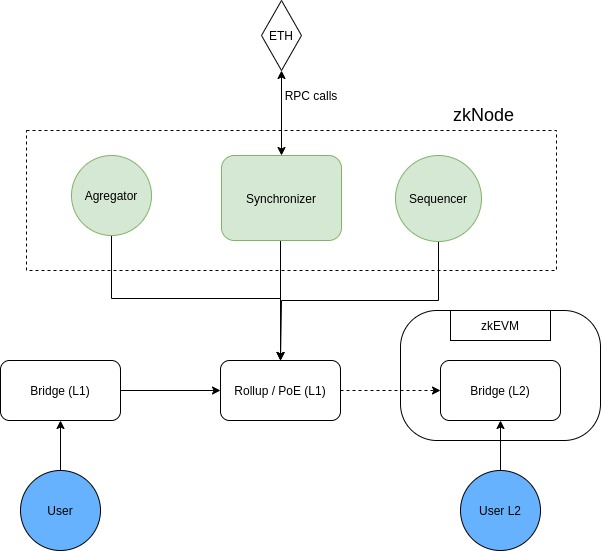 ETH
RPC calls
zkNode
Agregator
Synchronizer
Sequencer
zkEVM
Bridge (L1)
Rollup / PoE (L1)
Bridge (L2)
User
User L2